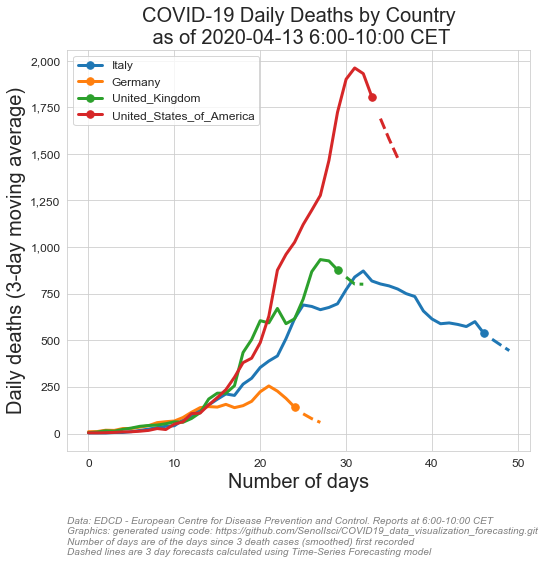 COVID-19 Daily Deaths by Country
as of 2020-04-13 6:00-10:00 CET
Italy
Germany
United_Kingdom
United_States_of_America
Daily deaths (3-day moving average)
2,000
1,750
1,500
1,250
1,000
750
500
250
0
0 10 20 30 40 50
Number of days
Data: EDCD - European Centre for Disease Prevention and Control. Reports at 6:00-10:00 CET
Graphics: generated using code: https://github.com/SenolIsci/COVID19_data_visualization_forecasting.git
Number of days are of the days since 3 death cases (smoothed) first recorded
Dashed lines are 3 day forecasts calculated using Time-Series Forecasting model